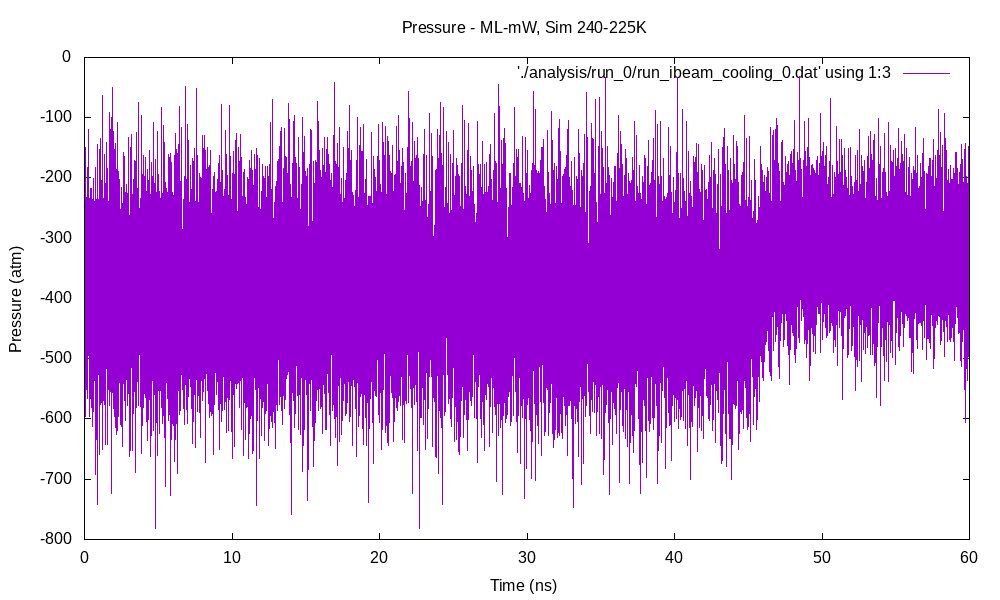 Pressure - ML-mW, Sim 240-225K
'./analysis/run_0/run_ibeam_cooling_0.dat' using 1:3
0
-100
-200
-300
-400
-500
-600
-700
-800
Pressure (atm)
0 10 20 30 40 50 60
Time (ns)